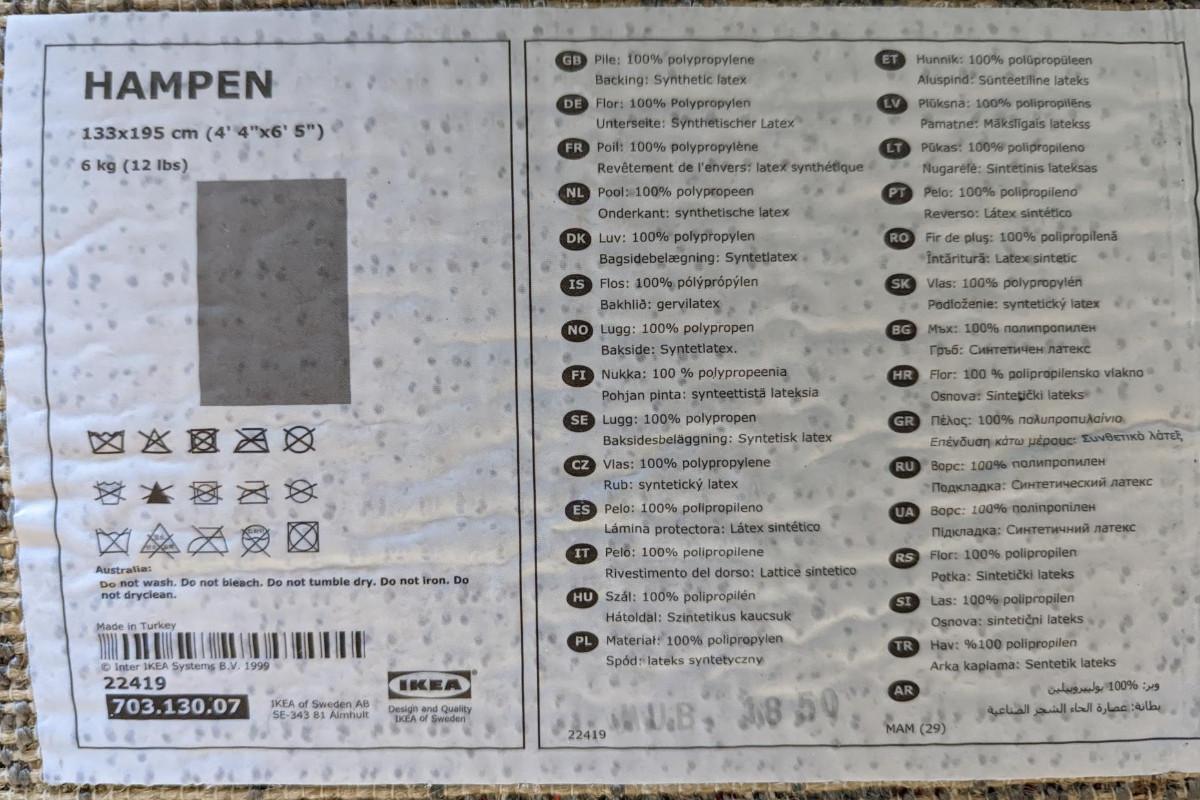 HAMPEN
133x195 cm (4' 4"x6' 5")
6 kg (12 lbs)
Australia:
Do not wash. Do not bleach. Do not tumble dry. Do not iron. Do
not dryclean.
Made in Turkey
© Inter IKEA Systems B.V. 1999
22419
703.130.07
IKEA of Sweden AB
SE-343 81 Älmhult
IKEA
Design and Quality
IKEA of Sweden
GB Pile: 100% polypropylene
Backing: Synthetic latex
DE Flor: 100% Polypropylen
Unterseite: Synthetischer Latex
FR Poil: 100% polypropylène
Revêtement de l'envers: latex synthétique
NL Pool: 100% polypropeen
Onderkant: synthetische latex
DK Luv: 100% polypropylen
Bagsidebelægning: Syntetlatex
IS Flos: 100% pólýprópýlen
Bakhlið: gervilatex
NO Lugg: 100% polypropen
Bakside: Syntetlatex.
FI Nukka: 100 % polypropeenia
Pohjan pinta: synteettistä lateksia
SE Lugg: 100% polypropen
Baksidesbeläggning: Syntetisk latex
CZ Vlas: 100% polypropylene
Rub: syntetický latex
ES Pelo: 100% polipropileno
Lámina protectora: Látex sintético
IT Pelo: 100% polipropilene
Rivestimento del dorso: Lattice sintetico
HU Szál: 100% polipropilén
Hátoldal: Szintetikus kaucsuk
PL Materiał: 100% polipropylen
Spód: lateks syntetyczny
22419
ET Hunnik: 100% polüpropüleen
Aluspind: Sünteetiline lateks
LV Plūksna: 100% polipropilēns
Pamatne: Mākslīgais latekss
LT Pūkas: 100% polipropileno
Nugarėlė: Sintetinis lateksas
PT Pelo: 100% polipropileno
Reverso: Látex sintético
RO Fir de pluş: 100% polipropilenă
Întăritură: Latex sintetic
SK Vlas: 100% polypropylén
Podloženie: syntetický latex
BG Мъх: 100% полипропилен
Гръб: Синтетичен латекс
HR Flor: 100 % polipropilensko vlakno
Osnova: Sintetički lateks
GR Πέλος: 100% πολυπροπυλαίνιο
Επένδυση κάτω μέρους: Συνθετικό λάτεξ
RU Ворс: 100% полипропилен
Подкладка: Синтетический латекс
UA Ворс: 100% поліпропілен
Підкладка: Синтетичний латекс
RS Flor: 100% polipropilen
Potka: Sintetički lateks
SI Las: 100% polipropilen
Osnova: sintetični lateks
TR Hav: %100 polipropilen
Arka kaplama: Sentetik lateks
AR وبر: 100% بوليبروبيلين
بطانة: عصارة لحاء الشجر الصناعية
MAM (29)